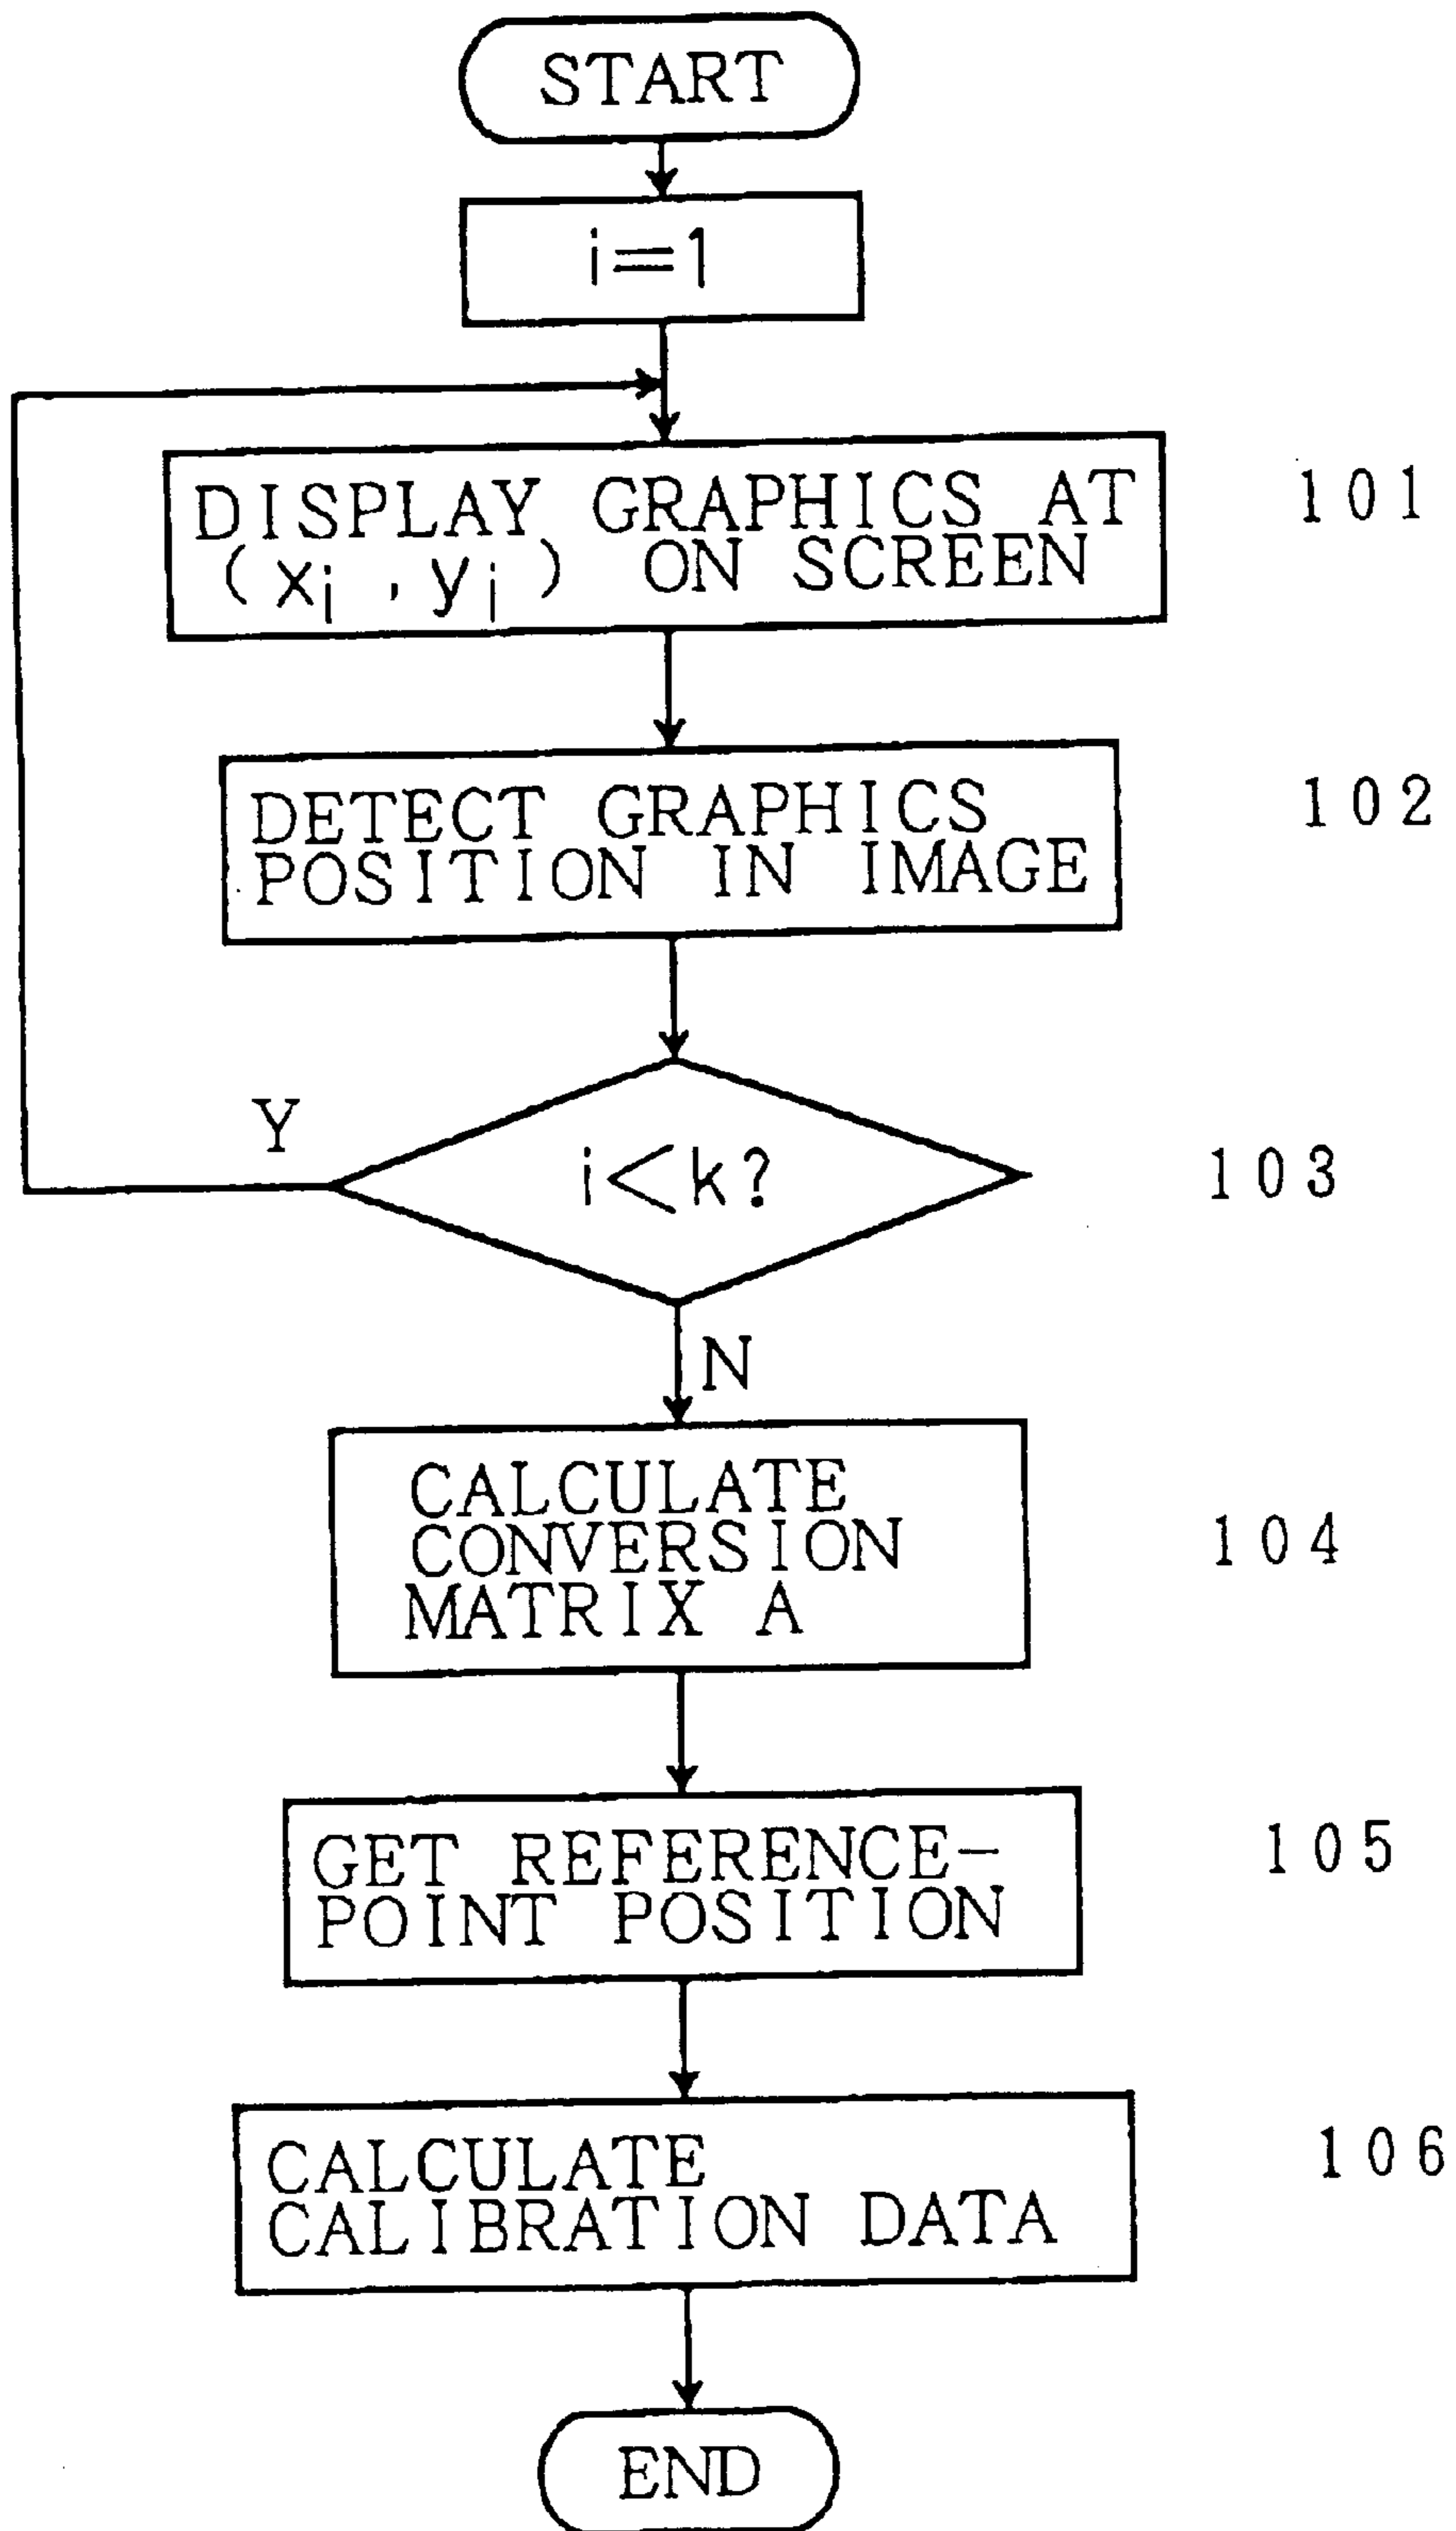 START
i=1
DISPLAY GRAPHICS AT
(xi, yi) ON SCREEN
101
DETECT GRAPHICS
POSITION IN IMAGE
102
Y
i<k?
103
N
CALCULATE
CONVERSION
MATRIX A
104
GET REFERENCE-
POINT POSITION
105
CALCULATE
CALIBRATION DATA
106
END